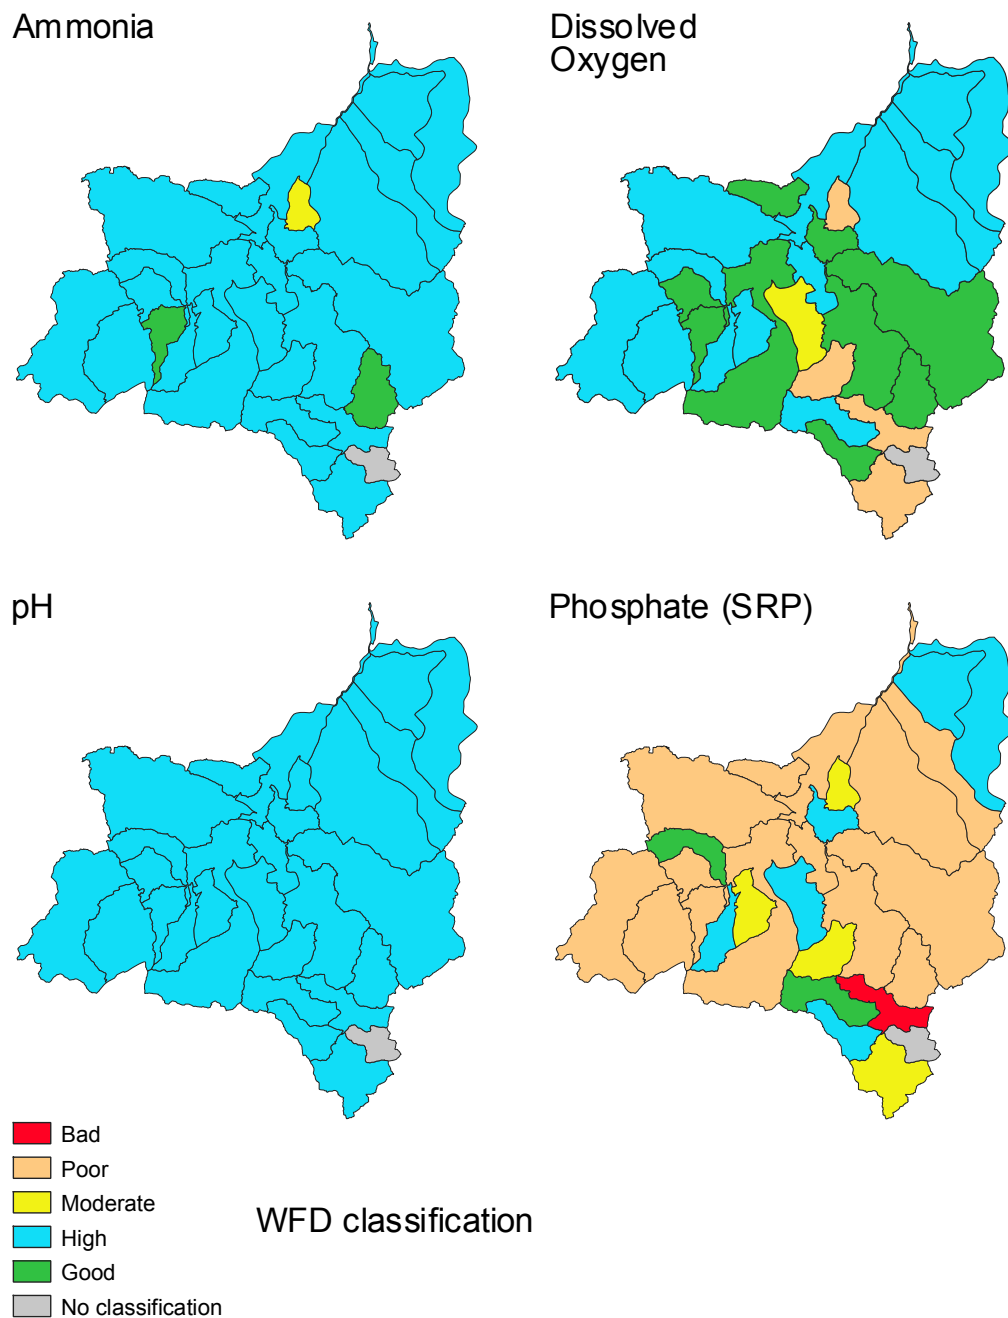 Ammonia
Dissolved
Oxygen
pH
Phosphate (SRP)
Bad
Poor
Moderate
High
Good
No classification
WFD classification